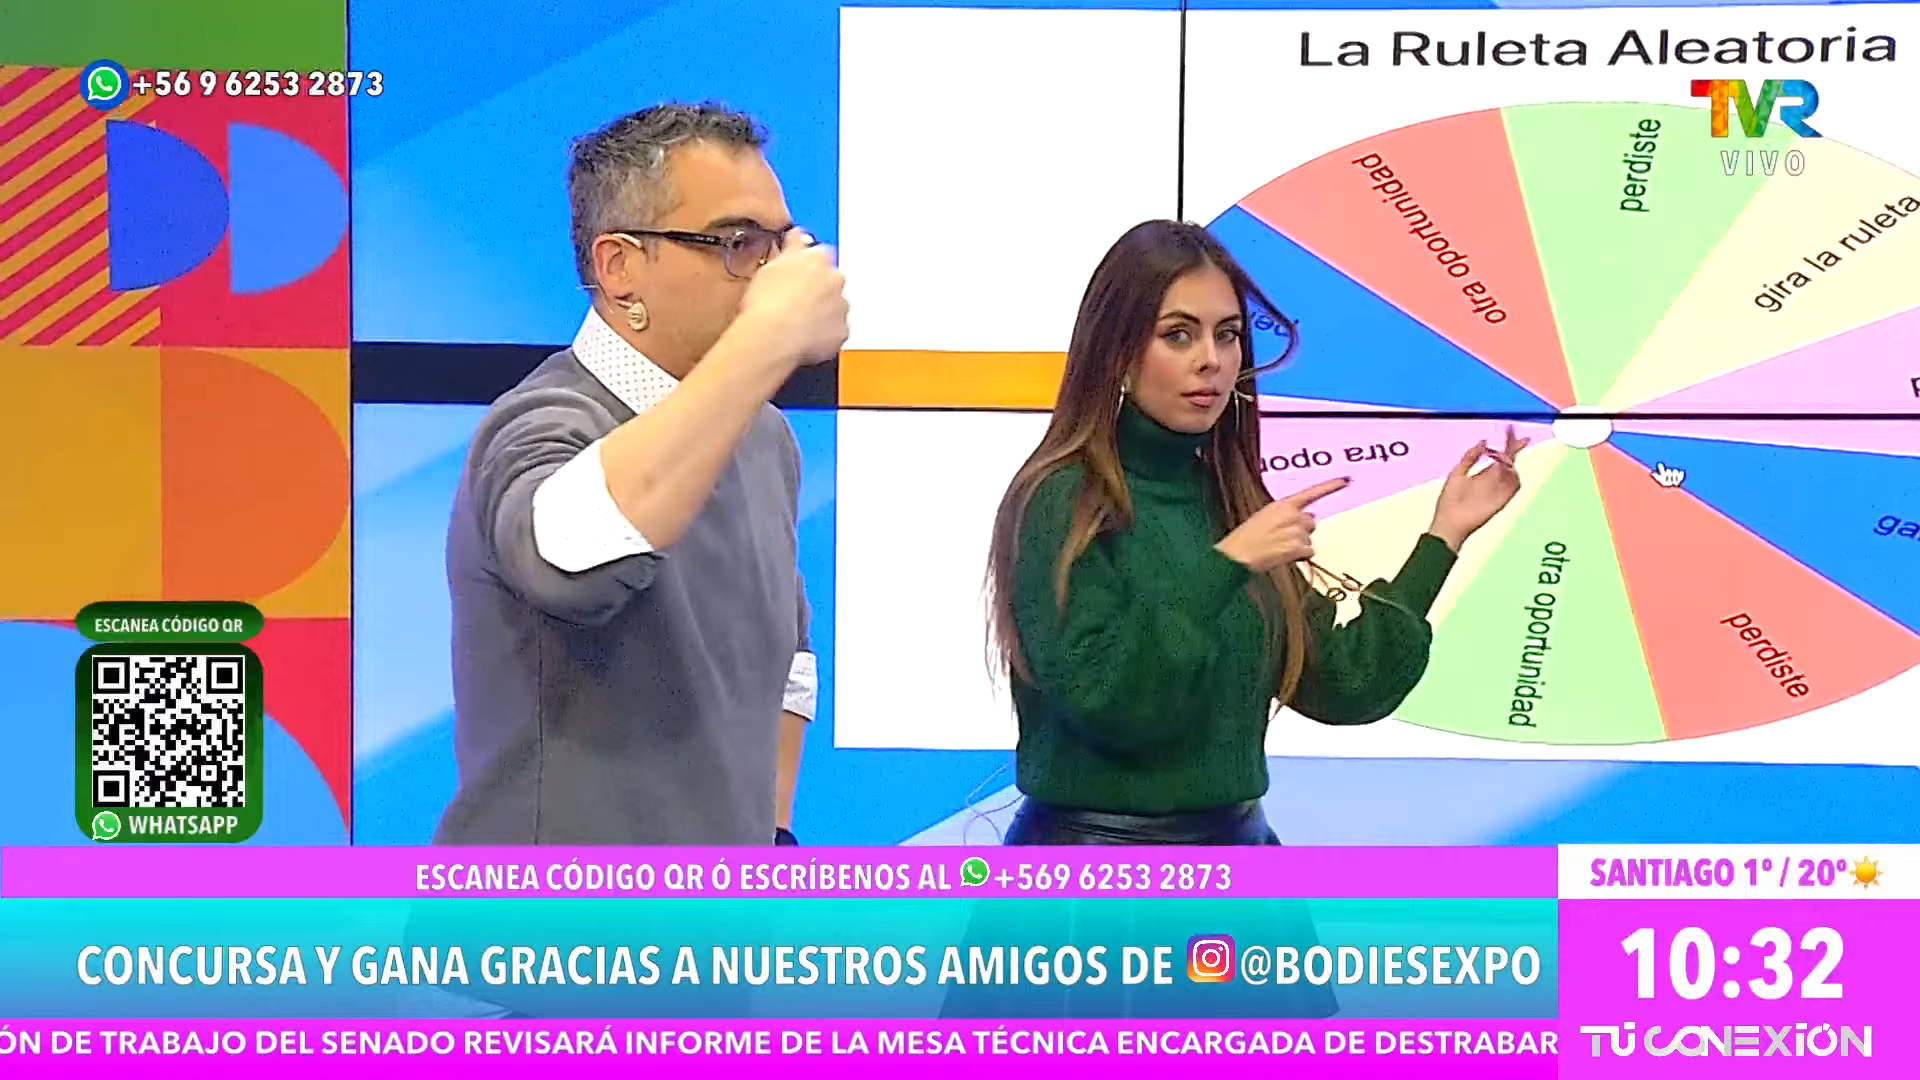 La Ruleta Aleatoria
+56 9 6253 2873
TVR
VIVO
perdiste
otra oportunidad
gira la ruleta
otra opor
otra oportunidad
perdiste
ESCANEA CÓDIGO QR
WHATSAPP
ESCANEA CÓDIGO QR Ó ESCRÍBENOS AL +569 6253 2873
SANTIAGO 1º / 20º
CONCURSA Y GANA GRACIAS A NUESTROS AMIGOS DE @BODIESEXPO
10:32
ÓN DE TRABAJO DEL SENADO REVISARÁ INFORME DE LA MESA TÉCNICA ENCARGADA DE DESTRABAR
TÚ CONEXIÓN